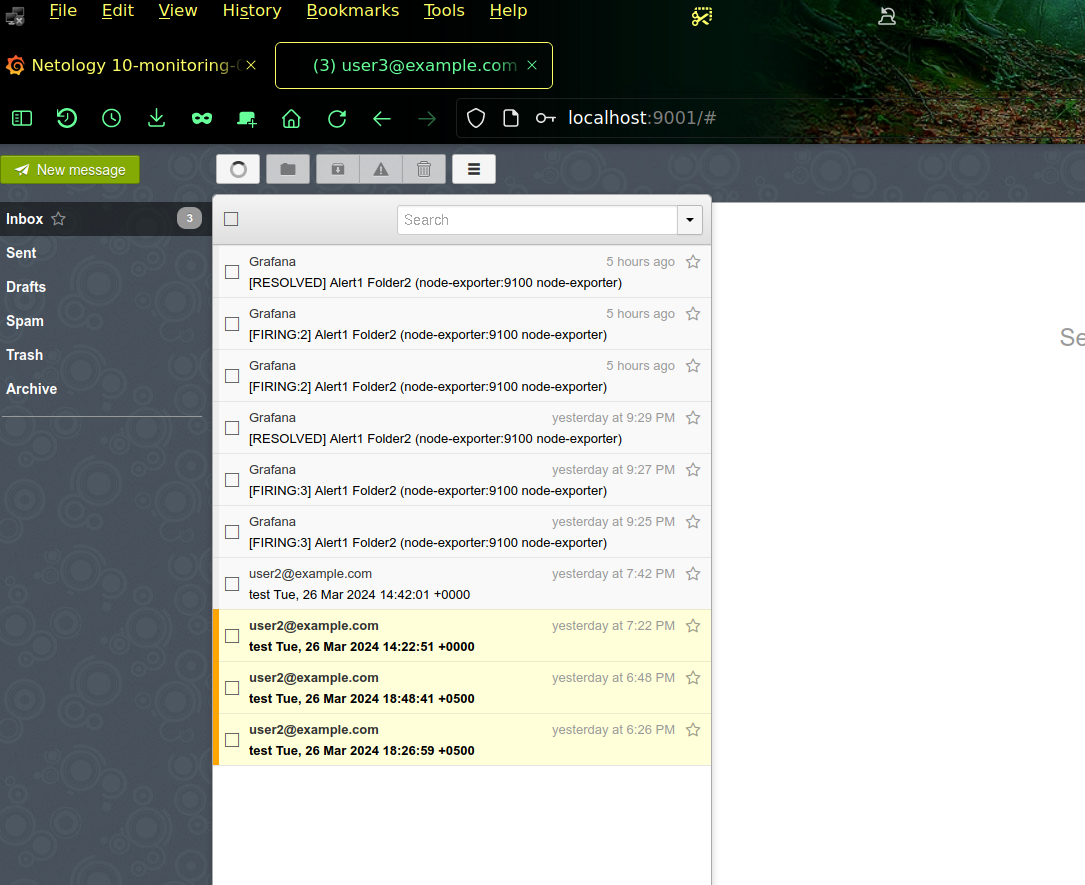 File Edit View History Bookmarks Tools Help
Netology 10-monitoring- (3) user3@example.com
localhost:9001/#
New message
Inbox 3
Sent
Drafts
Spam
Trash
Archive
Search
Grafana 5 hours ago
[RESOLVED] Alert1 Folder2 (node-exporter:9100 node-exporter)
Grafana 5 hours ago
[FIRING:2] Alert1 Folder2 (node-exporter:9100 node-exporter)
Grafana 5 hours ago
[FIRING:2] Alert1 Folder2 (node-exporter:9100 node-exporter)
Grafana yesterday at 9:29 PM
[RESOLVED] Alert1 Folder2 (node-exporter:9100 node-exporter)
Grafana yesterday at 9:27 PM
[FIRING:3] Alert1 Folder2 (node-exporter:9100 node-exporter)
Grafana yesterday at 9:25 PM
[FIRING:3] Alert1 Folder2 (node-exporter:9100 node-exporter)
user2@example.com yesterday at 7:42 PM
test Tue, 26 Mar 2024 14:42:01 +0000
user2@example.com yesterday at 7:22 PM
test Tue, 26 Mar 2024 14:22:51 +0000
user2@example.com yesterday at 6:48 PM
test Tue, 26 Mar 2024 18:48:41 +0500
user2@example.com yesterday at 6:26 PM
test Tue, 26 Mar 2024 18:26:59 +0500
Se